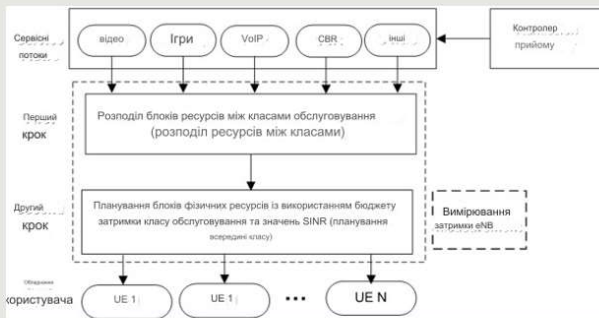 Сервісні
потоки
відео
Ігри
VoIP
CBR
інші
Контролер
прийому
Перший
крок
Розподіл блоків ресурсів між класами обслуговування
(розподіл ресурсів між класами)
Другий
крок
Планування блоків фізичних ресурсів із використанням бюджету
затримки класу обслуговування та значень SINR (планування
всередині класу)
Вимірювання
затримки eNB
Обладнання
користувача
UE 1
UE 1
•••
UE N